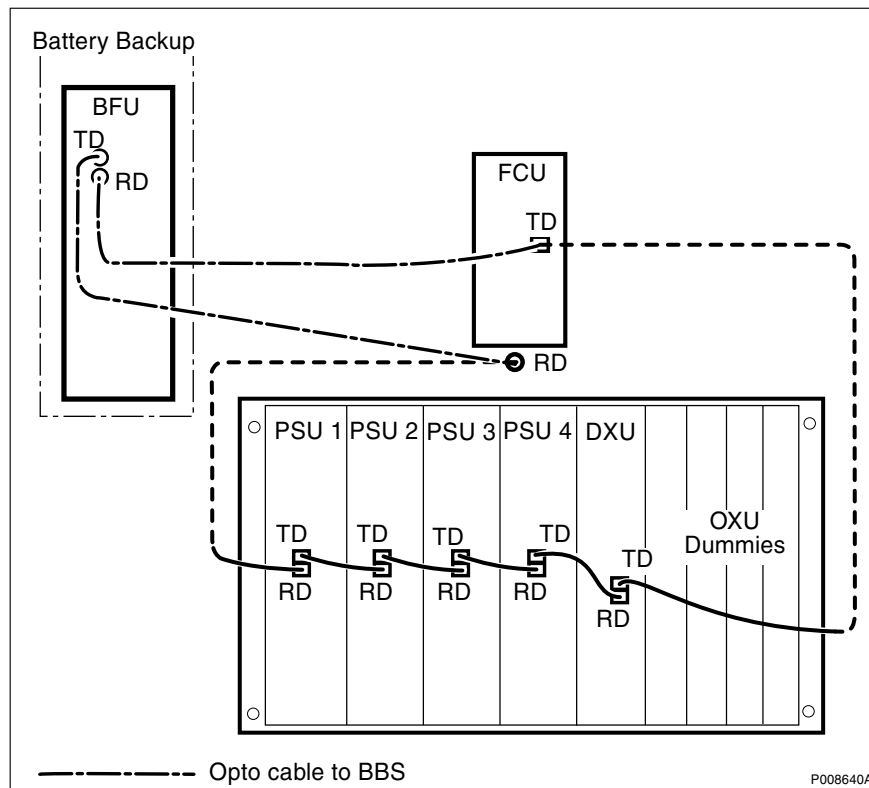 Battery Backup
BFU
TD
RD
FCU
TD
RD
PSU 1
PSU 2
PSU 3
PSU 4
DXU
OXU
Dummies
TD
RD
TD
RD
TD
RD
TD
RD
TD
RD
Opto cable to BBS
P008640A